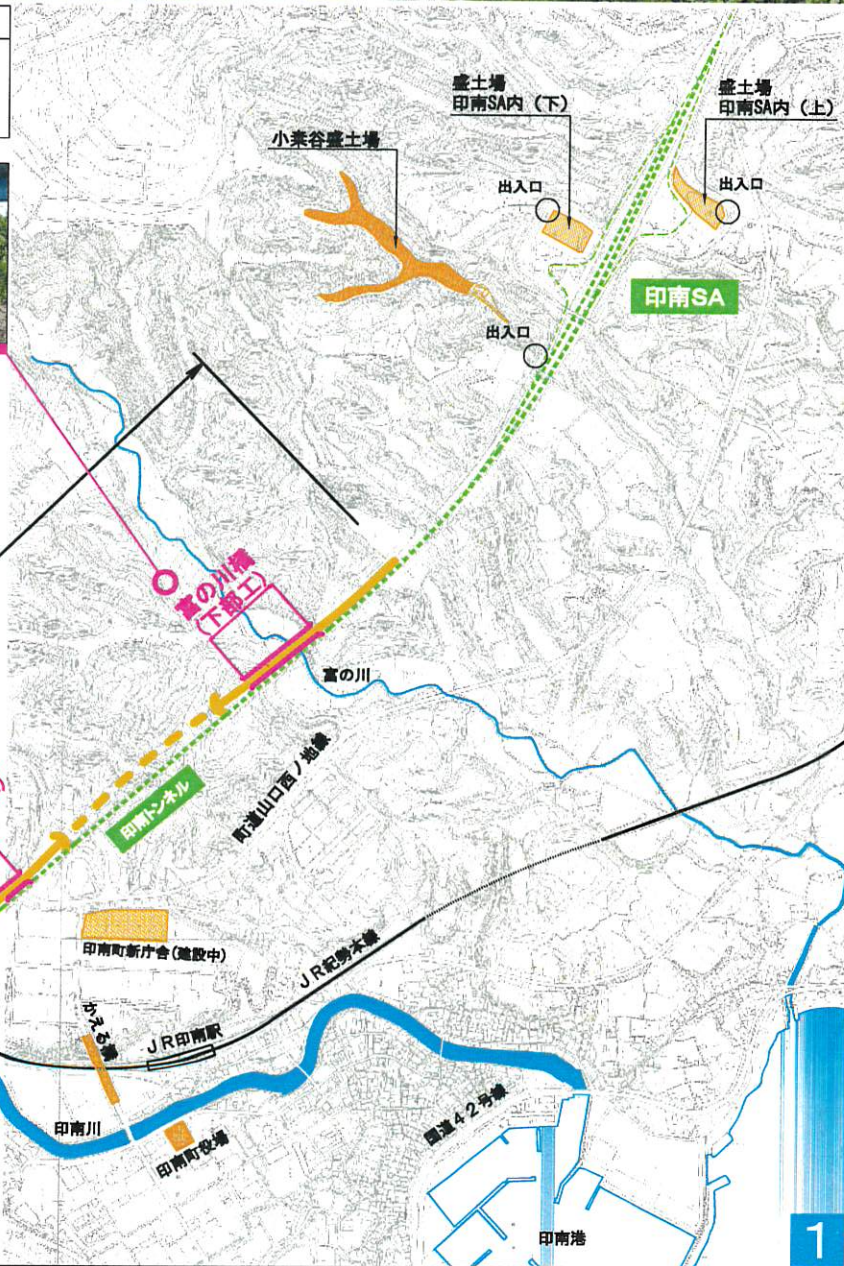 盛土場
印南SA内（下）
盛土場
印南SA内（上）
小楽谷盛土場
出入口
出入口
印南SA
出入口
富の川橋
（下部工）
富の川
町道山口西ノ地線
印南トンネル
印南町新庁舎（建設中）
JR紀勢本線
かえる橋
JR印南駅
印南川
印南町役場
国道42号線
印南港
1